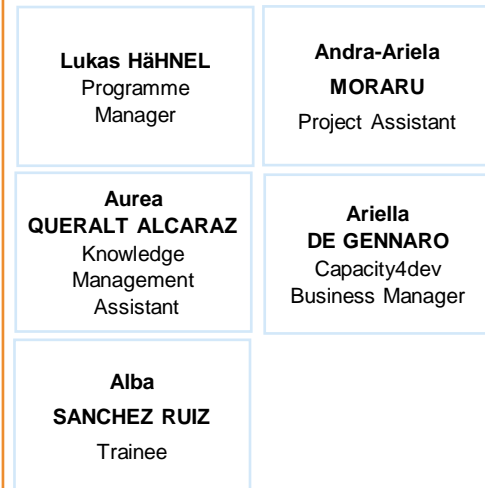 Lukas HäHNEL
Programme
Manager
Andra-Ariela
MORARU
Project Assistant
Aurea
QUERALT ALCARAZ
Knowledge
Management
Assistant
Ariella
DE GENNARO
Capacity4dev
Business Manager
Alba
SANCHEZ RUIZ
Trainee